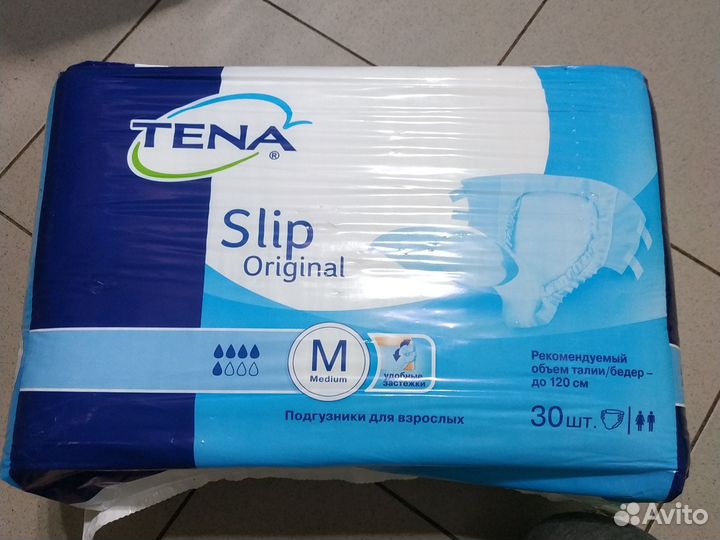 TENA®
Slip
Original
M
Medium
удобные
застежки
Рекомендуемый
объем талии/бедер –
до 120 см
Подгузники для взрослых
30 шт.
Avito